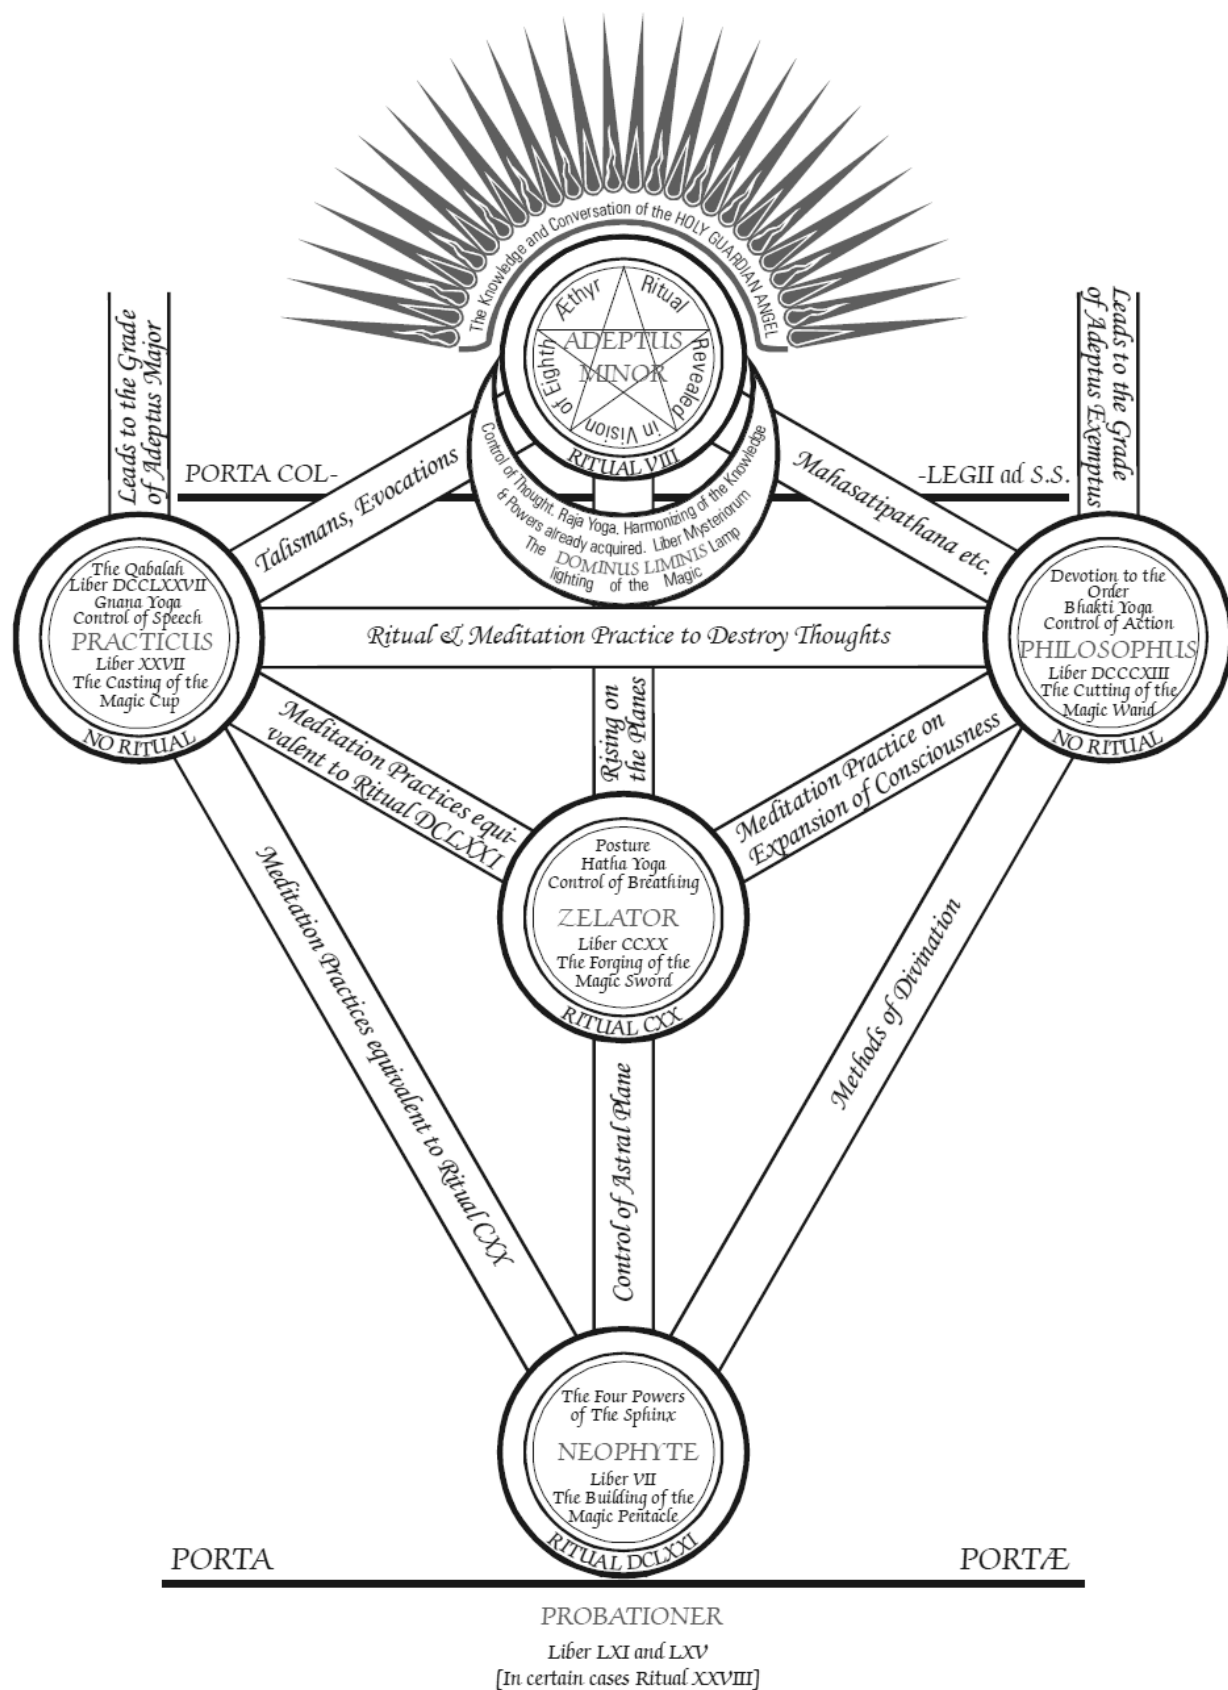 The Knowledge and Conversation of the HOLY GUARDIAN ANGEL
Æthyr Ritual Revealed in Vision of Eighth
ADEPTUS
MINOR
RITUAL VIII
Leads to the Grade
of Adeptus Major
Leads to the Grade
of Adeptus Exemptus
PORTA COL-
-LEGII ad S.S.
Talismans, Evocations
Mahasatipathana etc.
Control of Thought. Raja Yoga. Harmonizing of the Knowledge
& Powers already acquired. Liber Mysteriorum
The DOMINUS LIMINIS Lamp
lighting of the Magic
The Qabalah
Liber DCCLXXVII
Gnana Yoga
Control of Speech
PRACTICUS
Liber XXVII
The Casting of the
Magic Cup
NO RITUAL
Ritual & Meditation Practice to Destroy Thoughts
Devotion to the
Order
Bhakti Yoga
Control of Action
PHILOSOPHUS
Liber DCCCXIII
The Cutting of the
Magic Wand
NO RITUAL
Meditation Practices equi-
valent to Ritual DCLXXI
Rising on
the Planes
Meditation Practice on
Expansion of Consciousness
Posture
Hatha Yoga
Control of Breathing
ZELATOR
Liber CCXX
The Forging of the
Magic Sword
RITUAL CXX
Meditation Practices equivalent to Ritual CXX
Control of Astral Plane
Methods of Divination
The Four Powers
of The Sphinx
NEOPHYTE
Liber VII
The Building of the
Magic Pentacle
RITUAL DCLXXI
PORTA
PORTÆ
PROBATIONER
Liber LXI and LXV
[In certain cases Ritual XXVIII]